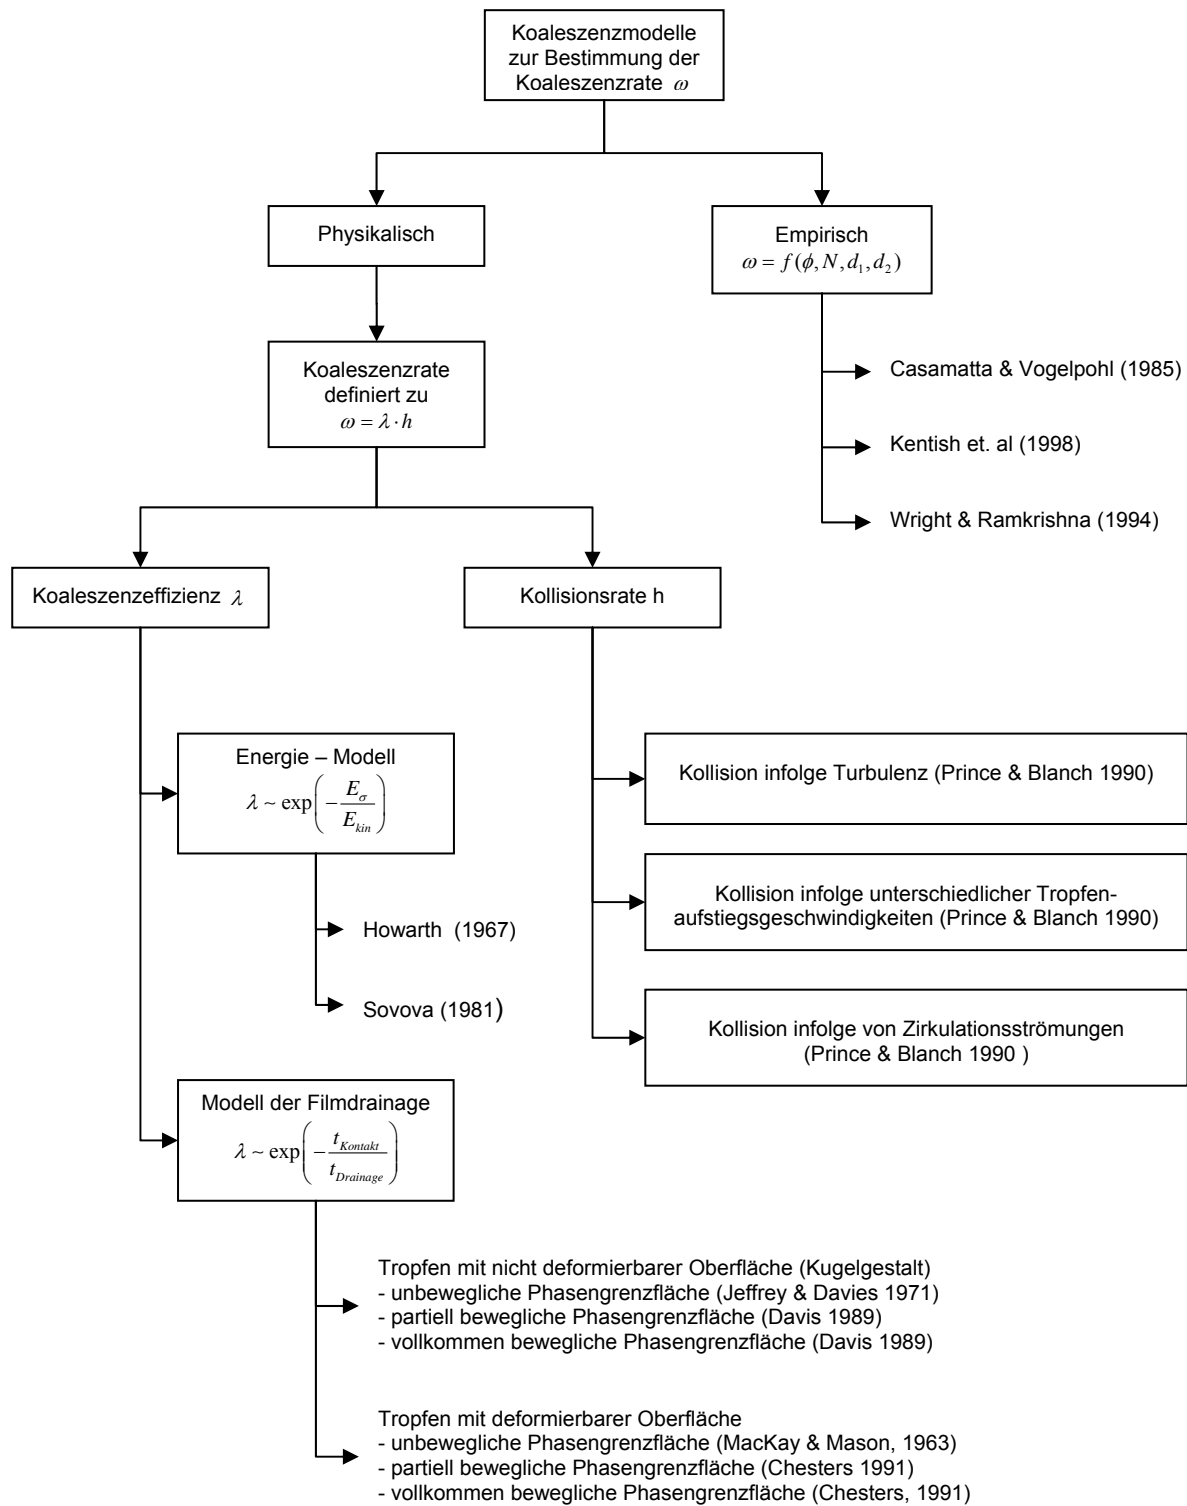 Koaleszenzmodelle
zur Bestimmung der
Koaleszenzrate ω
Physikalisch
Empirisch
ω = f(ϕ, N, d₁, d₂)
Koaleszenzrate
definiert zu
ω = λ · h
Casamatta & Vogelpohl (1985)
Kentish et. al (1998)
Wright & Ramkrishna (1994)
Koaleszenzeffizienz λ
Kollisionsrate h
Energie – Modell
λ ~ exp(−E_σ/E_kin)
Howarth (1967)
Sovova (1981)
Kollision infolge Turbulenz (Prince & Blanch 1990)
Kollision infolge unterschiedlicher Tropfen-
aufstiegsgeschwindigkeiten (Prince & Blanch 1990)
Kollision infolge von Zirkulationsströmungen
(Prince & Blanch 1990 )
Modell der Filmdrainage
λ ~ exp(−t_Kontakt/t_Drainage)
Tropfen mit nicht deformierbarer Oberfläche (Kugelgestalt)
- unbewegliche Phasengrenzfläche (Jeffrey & Davies 1971)
- partiell bewegliche Phasengrenzfläche (Davis 1989)
- vollkommen bewegliche Phasengrenzfläche (Davis 1989)
Tropfen mit deformierbarer Oberfläche
- unbewegliche Phasengrenzfläche (MacKay & Mason, 1963)
- partiell bewegliche Phasengrenzfläche (Chesters 1991)
- vollkommen bewegliche Phasengrenzfläche (Chesters, 1991)